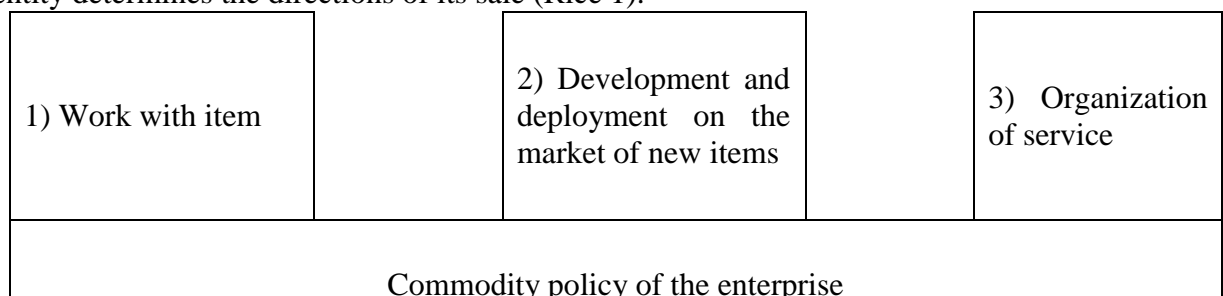 entity determines the directions of its sale (Rice 1).
1) Work with item
2) Development and
deployment on the
market of new items
3) Organization
of service
Commodity policy of the enterprise